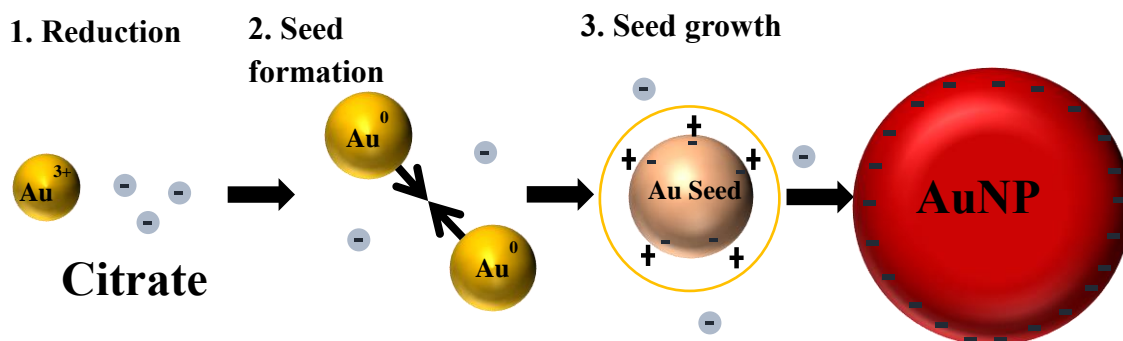 1. Reduction
2. Seed
formation
3. Seed growth
Au3+
Citrate
Au0
Au0
Au Seed
AuNP